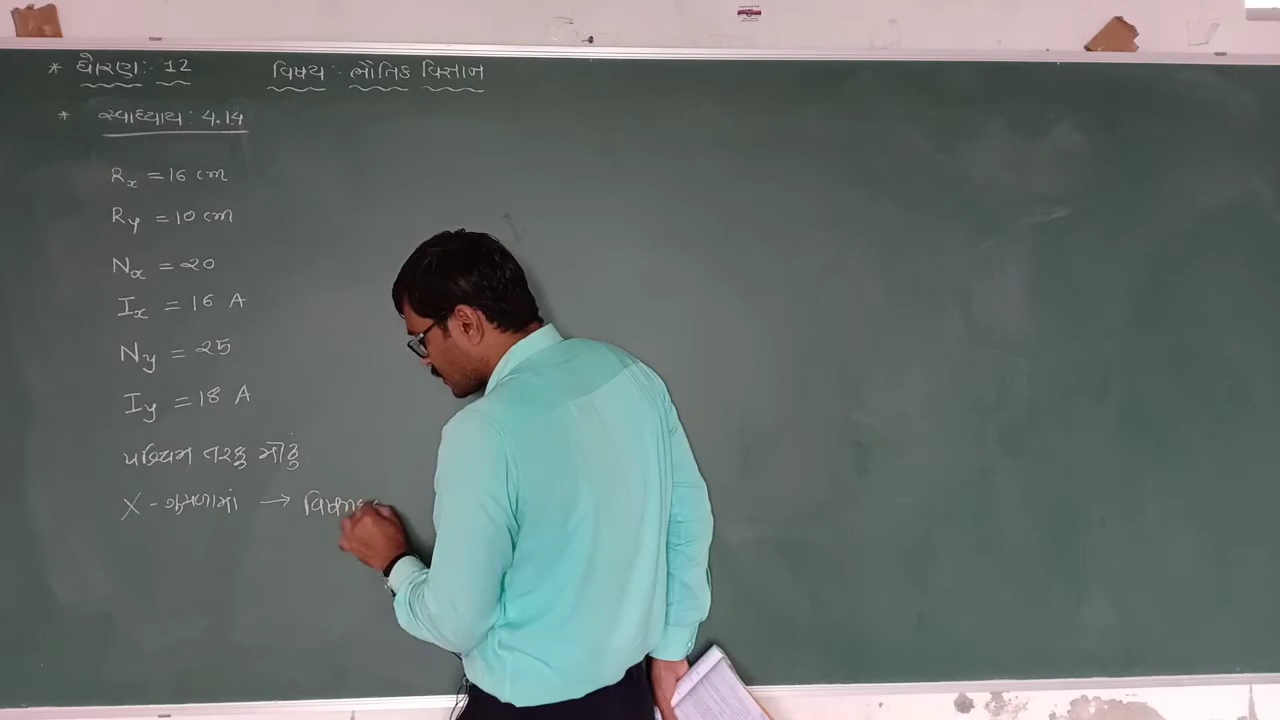 * ધોરણ : 12 વિષય : ભૌતિક વિજ્ઞાન
* સ્વાધ્યાય : 4.14
Rx = 16 cm
Ry = 10 cm
Nx = 20
Ix = 16 A
Ny = 25
Iy = 18 A
પશ્ચિમ તરફ મોં
X - ગૂંચળામાં →